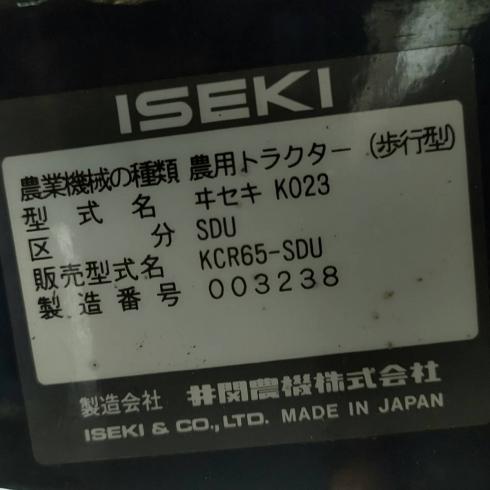 ISEKI
農業機械の種類 農用トラクター (歩行型)
型式名 ヰセキ K023
区分 SDU
販売型式名 KCR65-SDU
製造番号 003238
製造会社 井関農機株式会社
ISEKI & CO., LTD. MADE IN JAPAN